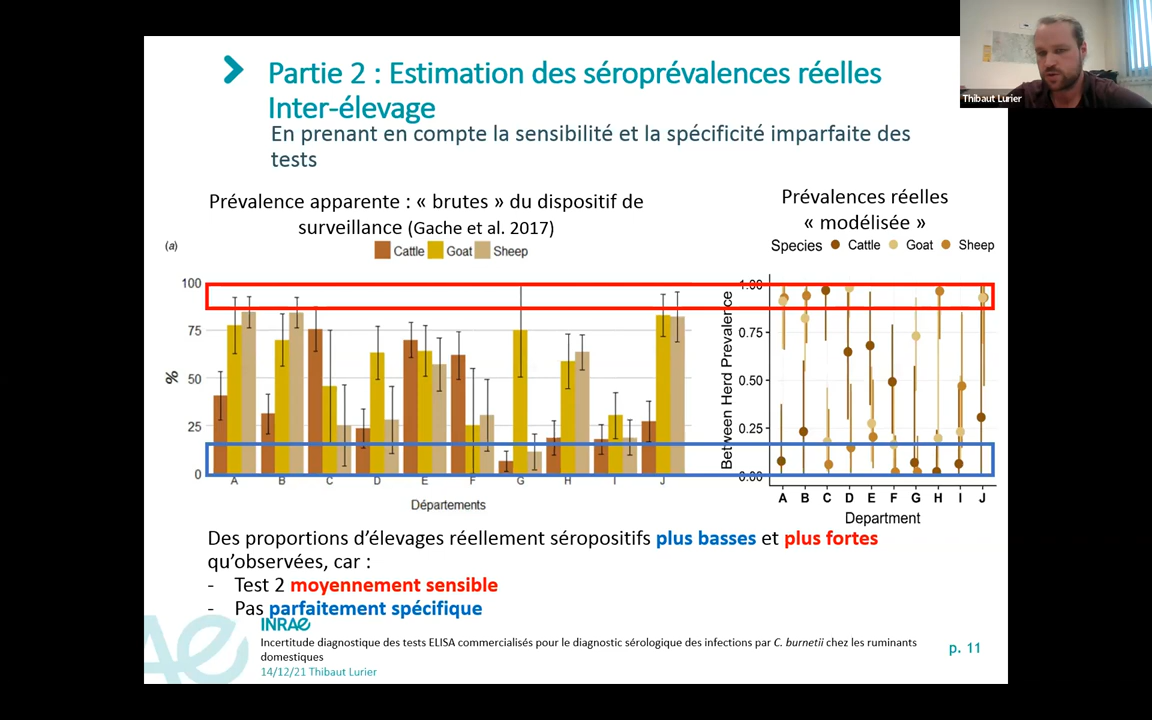 Thibaut Lurier
Partie 2 : Estimation des séroprévalences réelles
Inter-élevage
En prenant en compte la sensibilité et la spécificité imparfaite des
tests
Prévalence apparente : « brutes » du dispositif de
surveillance (Gache et al. 2017)
(a)
Cattle Goat Sheep
100
75
50
25
0
%
A B C D E F G H I J
Départements
Prévalences réelles
« modélisée »
Species Cattle Goat Sheep
1.00
0.75
0.50
0.25
0.00
Between Herd Prevalence
A B C D E F G H I J
Department
Des proportions d’élevages réellement séropositifs plus basses et plus fortes
qu’observées, car :
- Test 2 moyennement sensible
- Pas parfaitement spécifique
INRAE
Incertitude diagnostique des tests ELISA commercialisés pour le diagnostic sérologique des infections par C. burnetii chez les ruminants
domestiques
14/12/21 Thibaut Lurier
p. 11